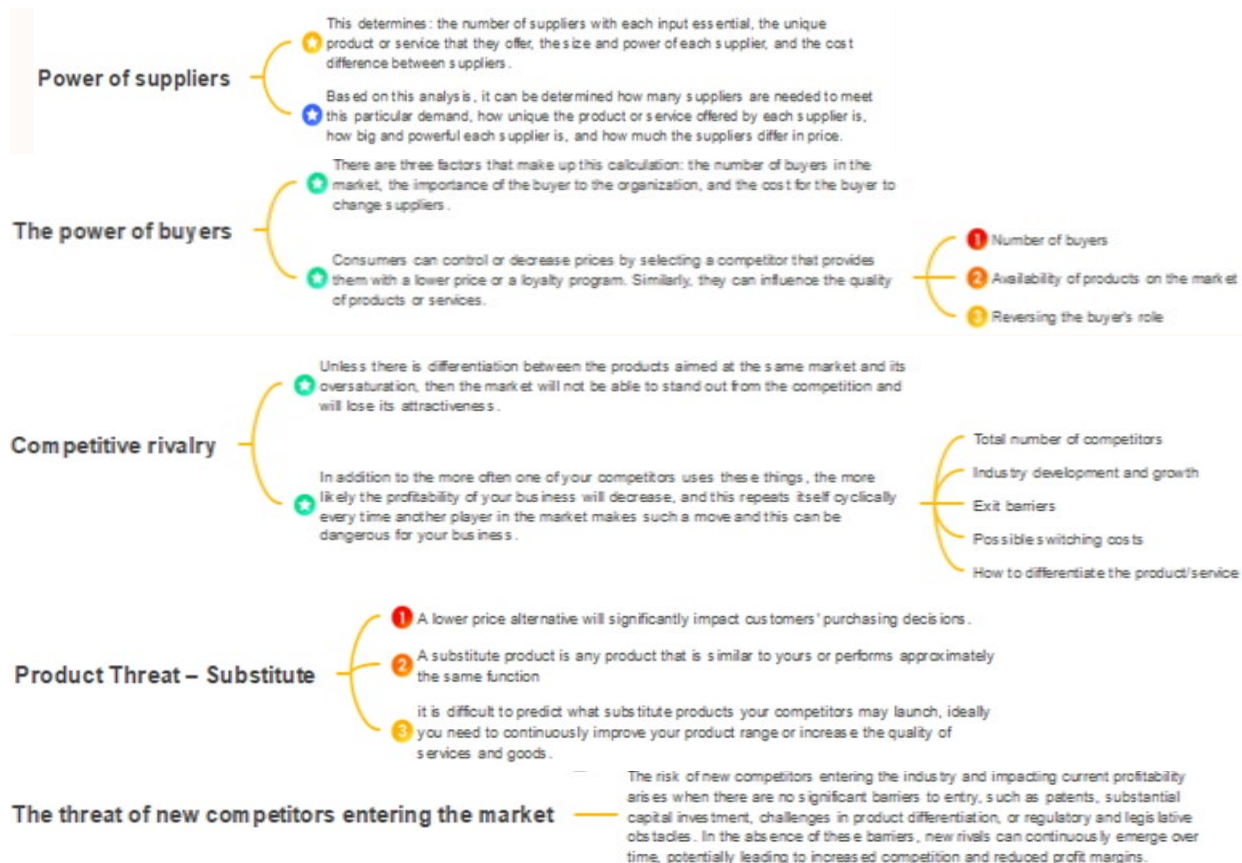 This determines: the number of suppliers with each input essential, the unique
product or service that they offer, the size and power of each supplier, and the cost
difference between suppliers.
Power of suppliers
Based on this analysis, it can be determined how many suppliers are needed to meet
this particular demand, how unique the product or service offered by each supplier is,
how big and powerful each supplier is, and how much the suppliers differ in price.
There are three factors that make up this calculation: the number of buyers in the
market, the importance of the buyer to the organization, and the cost for the buyer to
change suppliers.
The power of buyers
Consumers can control or decrease prices by selecting a competitor that provides
them with a lower price or a loyalty program. Similarly, they can influence the quality
of products or services.
1 Number of buyers
2 Availability of products on the market
3 Reversing the buyer's role
Unless there is differentiation between the products aimed at the same market and its
oversaturation, then the market will not be able to stand out from the competition and
will lose its attractiveness.
Competitive rivalry
In addition to the more often one of your competitors uses these things, the more
likely the profitability of your business will decrease, and this repeats itself cyclically
every time another player in the market makes such a move and this can be
dangerous for your business.
Total number of competitors
Industry development and growth
Exit barriers
Possible switching costs
How to differentiate the product/service
1 A lower price alternative will significantly impact customers' purchasing decisions.
Product Threat – Substitute
2 A substitute product is any product that is similar to yours or performs approximately
the same function
3 it is difficult to predict what substitute products your competitors may launch, ideally
you need to continuously improve your product range or increase the quality of
services and goods.
The threat of new competitors entering the market
The risk of new competitors entering the industry and impacting current profitability
arises when there are no significant barriers to entry, such as patents, substantial
capital investment, challenges in product differentiation, or regulatory and legislative
obstacles. In the absence of these barriers, new rivals can continuously emerge over
time, potentially leading to increased competition and reduced profit margins.